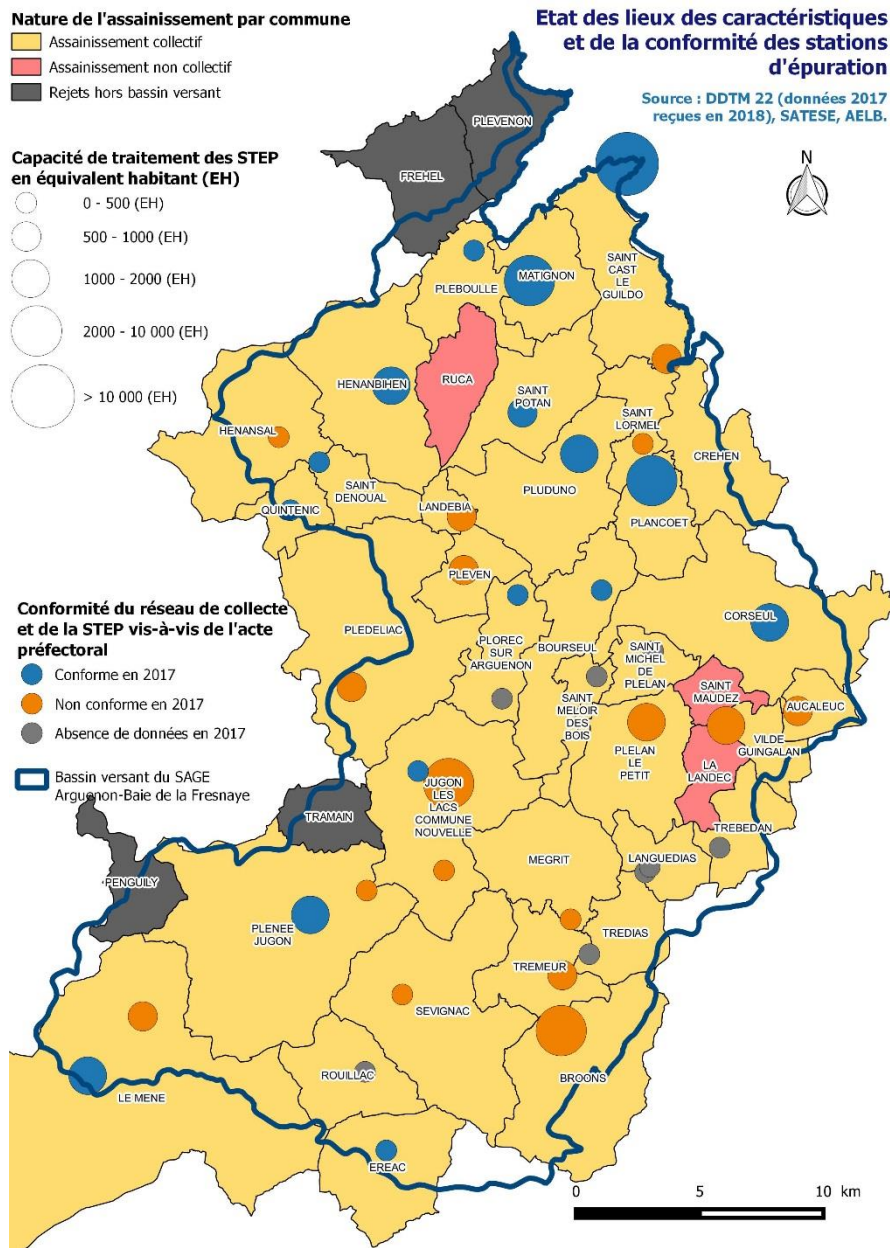 Nature de l'assainissement par commune
Assainissement collectif
Assainissement non collectif
Rejets hors bassin versant
Etat des lieux des caractéristiques
et de la conformité des stations
d'épuration
Source : DDTM 22 (données 2017
reçues en 2018), SATESE, AELB.
Capacité de traitement des STEP
en équivalent habitant (EH)
0 - 500 (EH)
500 - 1000 (EH)
1000 - 2000 (EH)
2000 - 10 000 (EH)
> 10 000 (EH)
N
PLEVENON
FREHEL
MATIGNON
SAINT
CAST
LE
GUILDO
PLEBOULLE
RUCA
HENANBIHEN
SAINT
POTAN
HENANSAL
SAINT
LORMEL
CREHEN
SAINT
DENOUAL
PLUDUNO
QUINTENIC
LANDEBIA
PLANCOET
PLEVEN
Conformité du réseau de collecte
et de la STEP vis-à-vis de l'acte
préfectoral
Conforme en 2017
Non conforme en 2017
Absence de données en 2017
Bassin versant du SAGE
Arguenon-Baie de la Fresnaye
PLEDELIAC
PLOREC
SUR
ARGUENON
BOURSEUL
CORSEUL
SAINT
MICHEL
DE
PLELAN
SAINT
MELOIR
DES
BOIS
SAINT
MAUDEZ
AUCALEUC
VILDE
GUINGALAN
PLELAN
LE
PETIT
LA
LANDEC
JUGON
LES
LACS
COMMUNE
NOUVELLE
TRAMAIN
TREBEDAN
MEGRIT
LANGUEDIAS
PENGUILY
PLENEE
JUGON
TREDIAS
TREMEUR
SEVIGNAC
ROUILLAC
BROONS
LE MENE
EREAC
0 5 10 km